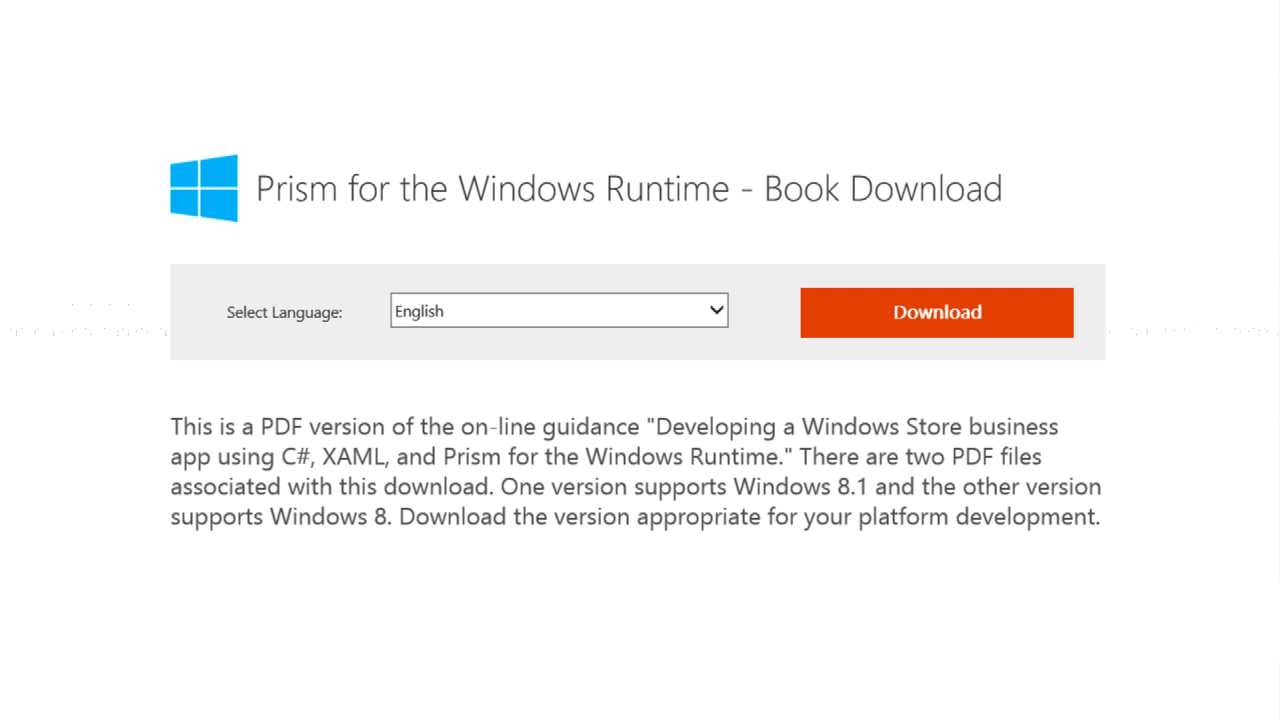 Prism for the Windows Runtime - Book Download
Select Language:
English
Download
This is a PDF version of the on-line guidance "Developing a Windows Store business
app using C#, XAML, and Prism for the Windows Runtime." There are two PDF files
associated with this download. One version supports Windows 8.1 and the other version
supports Windows 8. Download the version appropriate for your platform development.